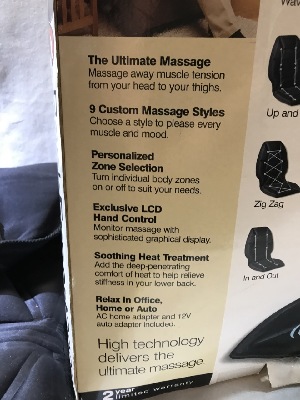 The Ultimate Massage
Massage away muscle tension
from your head to your thighs.
9 Custom Massage Styles
Choose a style to please every
muscle and mood.
Personalized
Zone Selection
Turn individual body zones
on or off to suit your needs.
Exclusive LCD
Hand Control
Monitor massage with
sophisticated graphical display.
Soothing Heat Treatment
Add the deep-penetrating
comfort of heat to help relieve
stiffness in your lower back.
Relax In Office,
Home or Auto
AC home adapter and 12V
auto adapter included.
High technology
delivers the
ultimate massage.
2 year
limited warranty
Up and
Zig Zag
In and Out